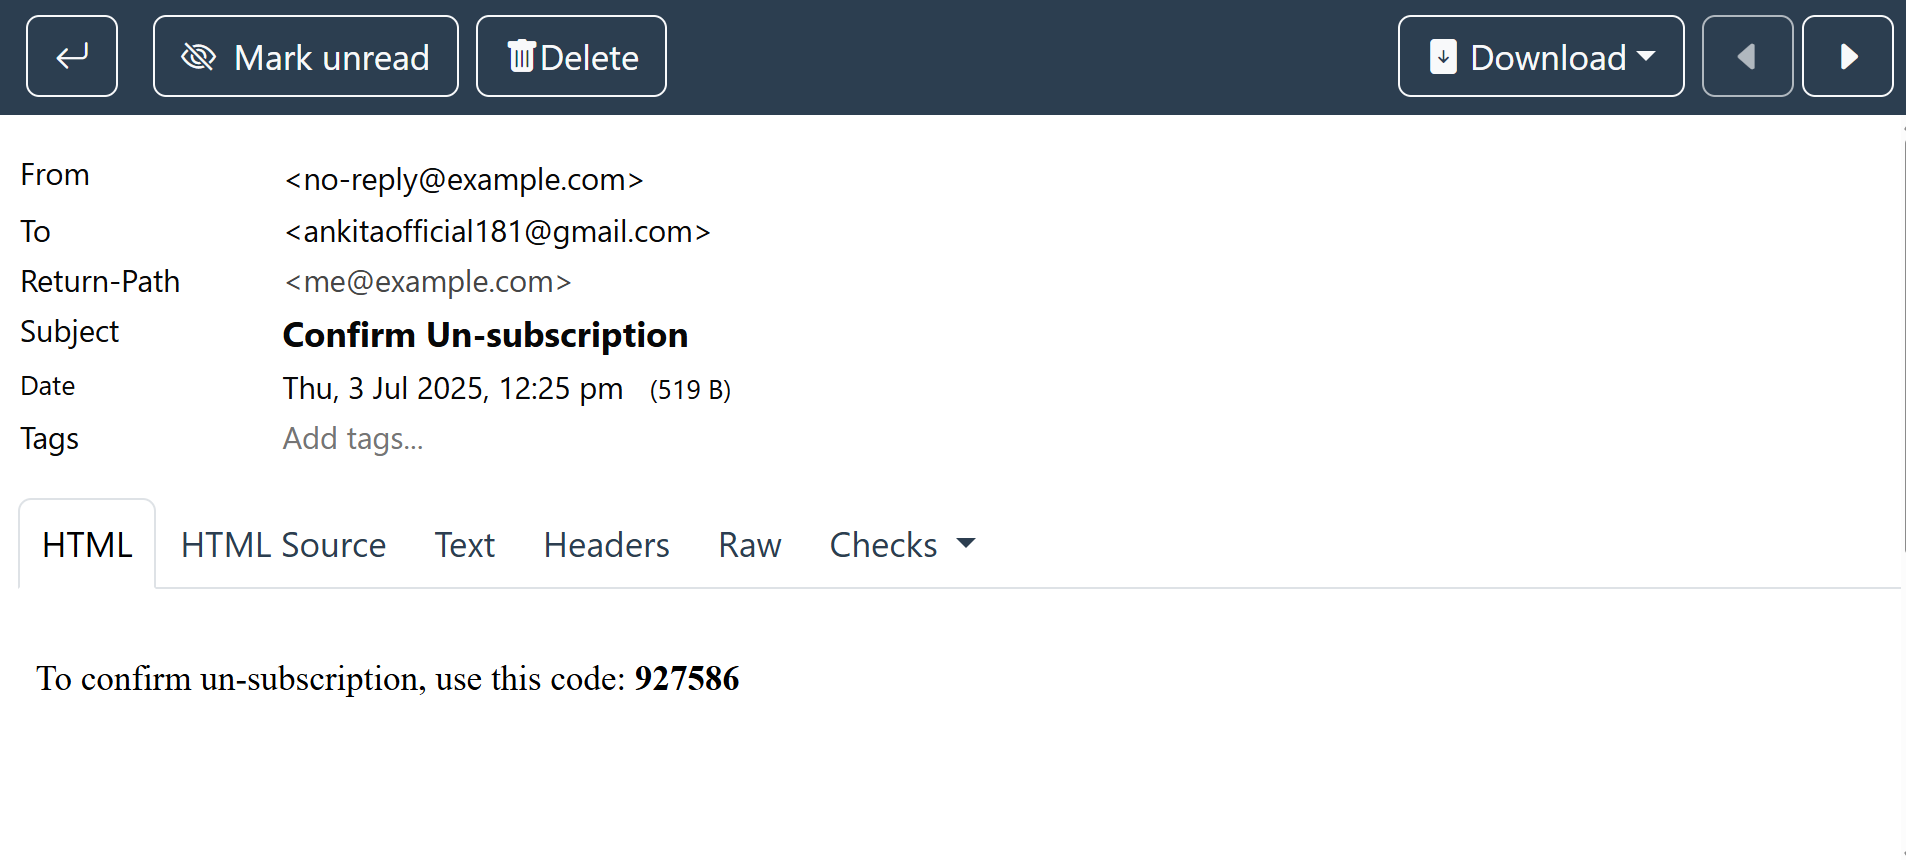 Mark unread Delete Download
From <no-reply@example.com>
To <ankitaofficial181@gmail.com>
Return-Path <me@example.com>
Subject Confirm Un-subscription
Date Thu, 3 Jul 2025, 12:25 pm (519 B)
Tags Add tags...
HTML HTML Source Text Headers Raw Checks
To confirm un-subscription, use this code: 927586